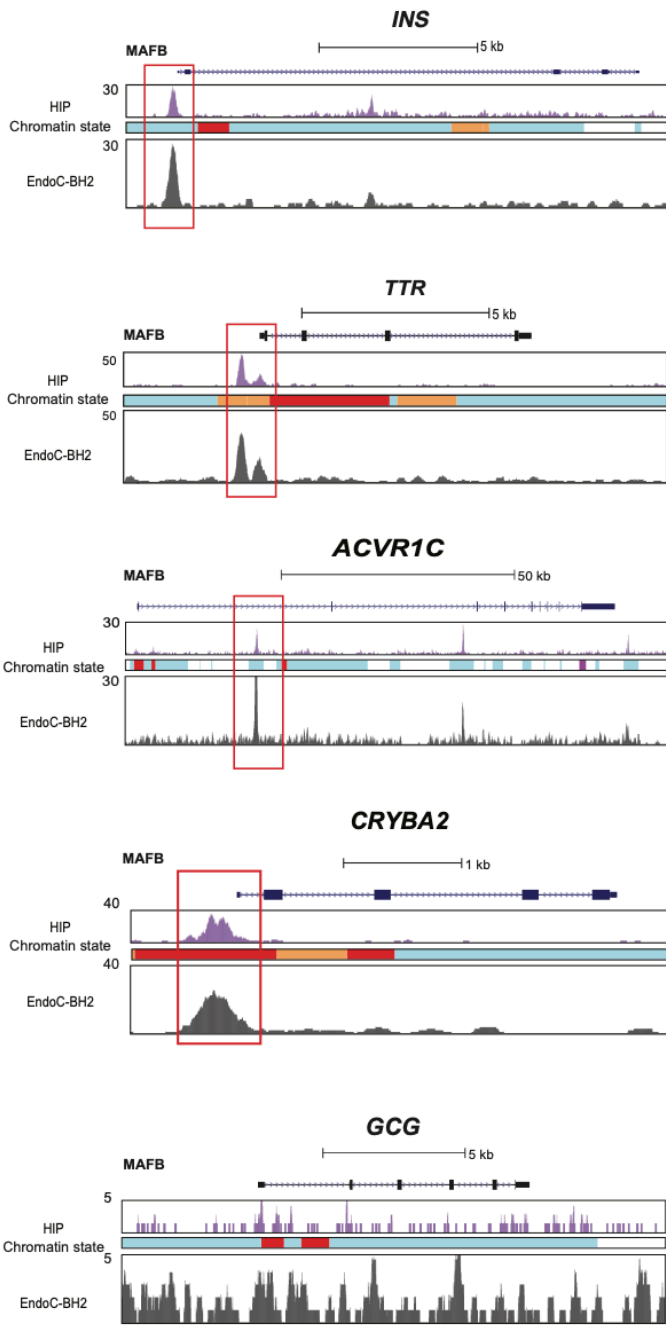 INS
5 kb
MAFB
30
HIP
Chromatin state
30
EndoC-BH2
TTR
5 kb
MAFB
50
HIP
Chromatin state
50
EndoC-BH2
ACVR1C
MAFB
50 kb
30
HIP
Chromatin state
30
EndoC-BH2
CRYBA2
MAFB
1 kb
40
HIP
Chromatin state
40
EndoC-BH2
GCG
5 kb
MAFB
5
HIP
Chromatin state
5
EndoC-BH2